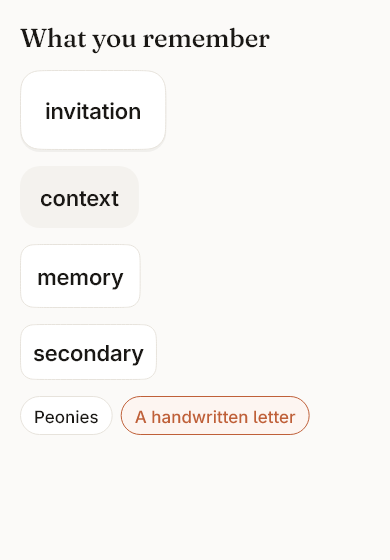 What you remember
invitation
context
memory
secondary
Peonies
A handwritten letter